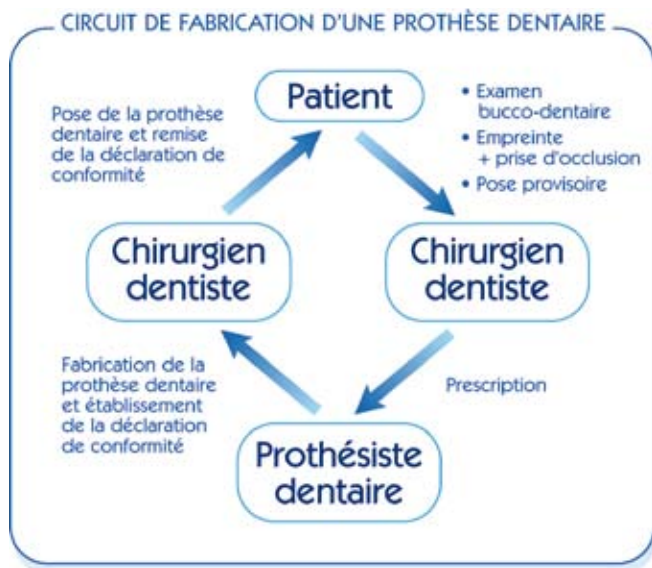 CIRCUIT DE FABRICATION D'UNE PROTHÈSE DENTAIRE
Patient
• Examen
bucco-dentaire
• Empreinte
+ prise d'occlusion
• Pose provisoire
Pose de la prothèse
dentaire et remise
de la déclaration de
conformité
Chirurgien
dentiste
Chirurgien
dentiste
Fabrication de la
prothèse dentaire
et établissement
de la déclaration
de conformité
Prescription
Prothésiste
dentaire